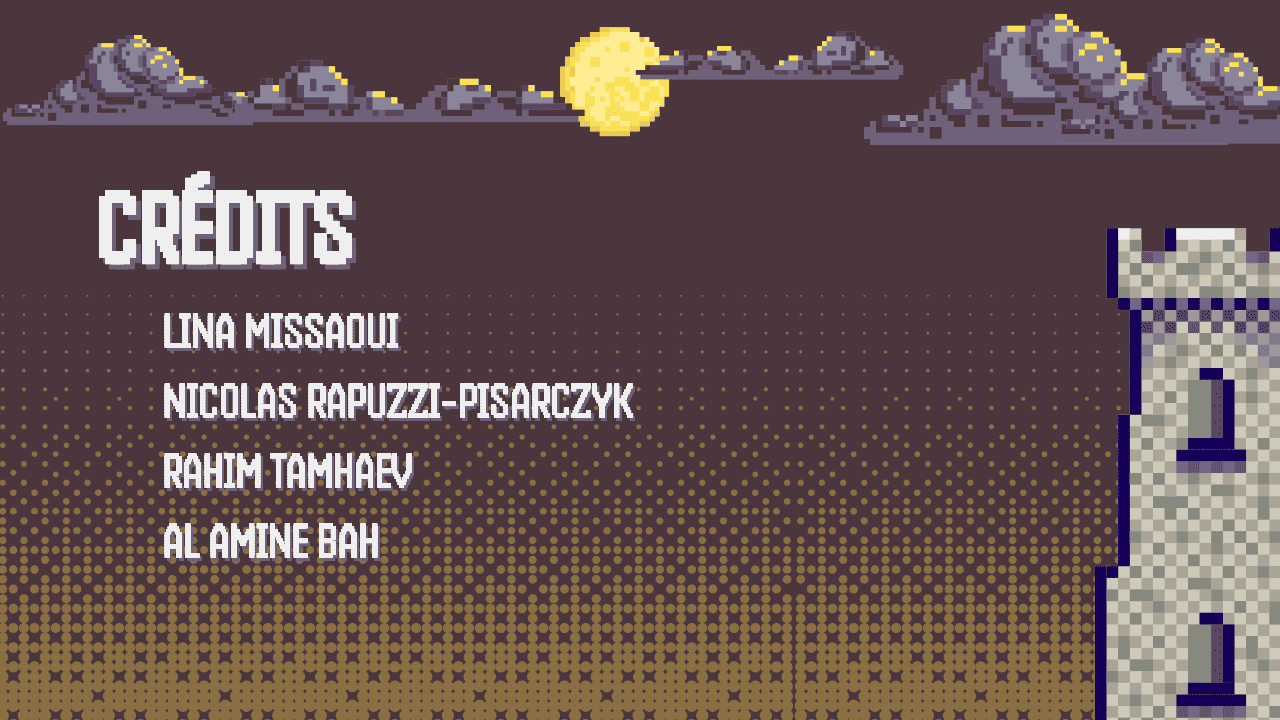 CRÉDITS
LINA MISSAOUI
NICOLAS RAPUZZI-PISARCZYK
RAHIM TAMHAEV
AL AMINE BAH